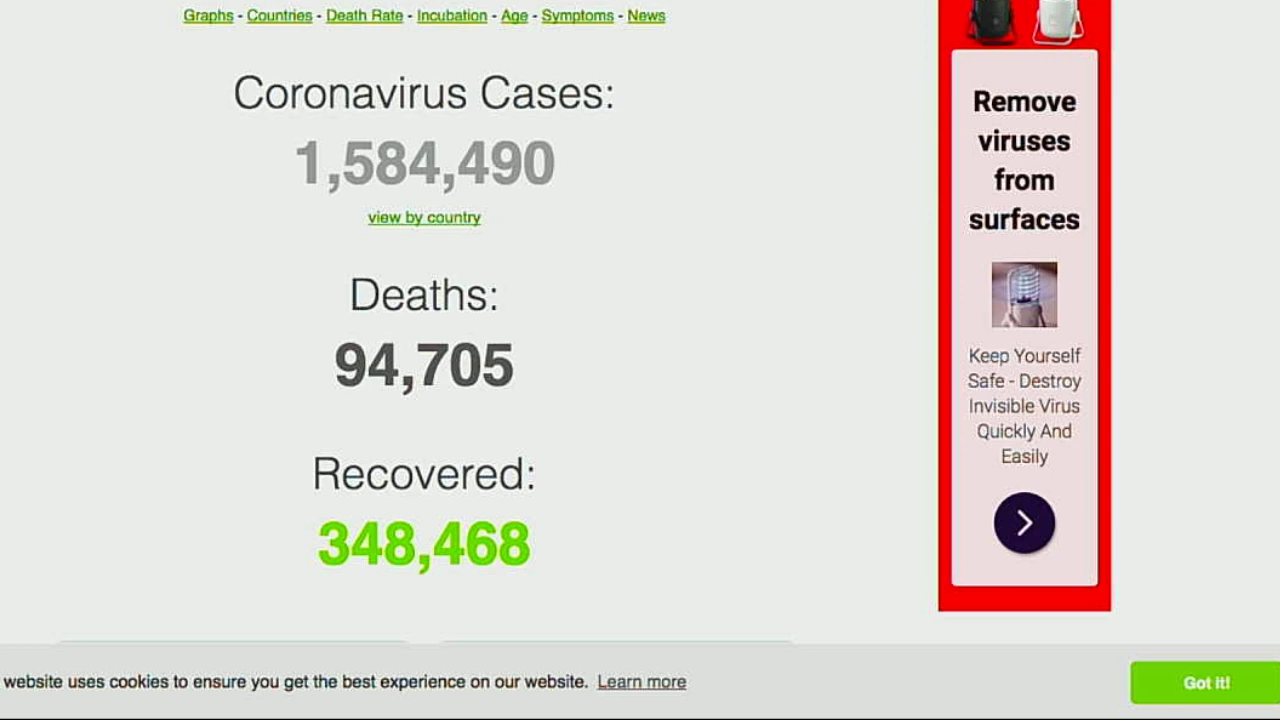 Graphs - Countries - Death Rate - Incubation - Age - Symptoms - News
Coronavirus Cases:
1,584,490
view by country
Deaths:
94,705
Recovered:
348,468
Remove
viruses
from
surfaces
Keep Yourself
Safe - Destroy
Invisible Virus
Quickly And
Easily
website uses cookies to ensure you get the best experience on our website. Learn more
Got it!